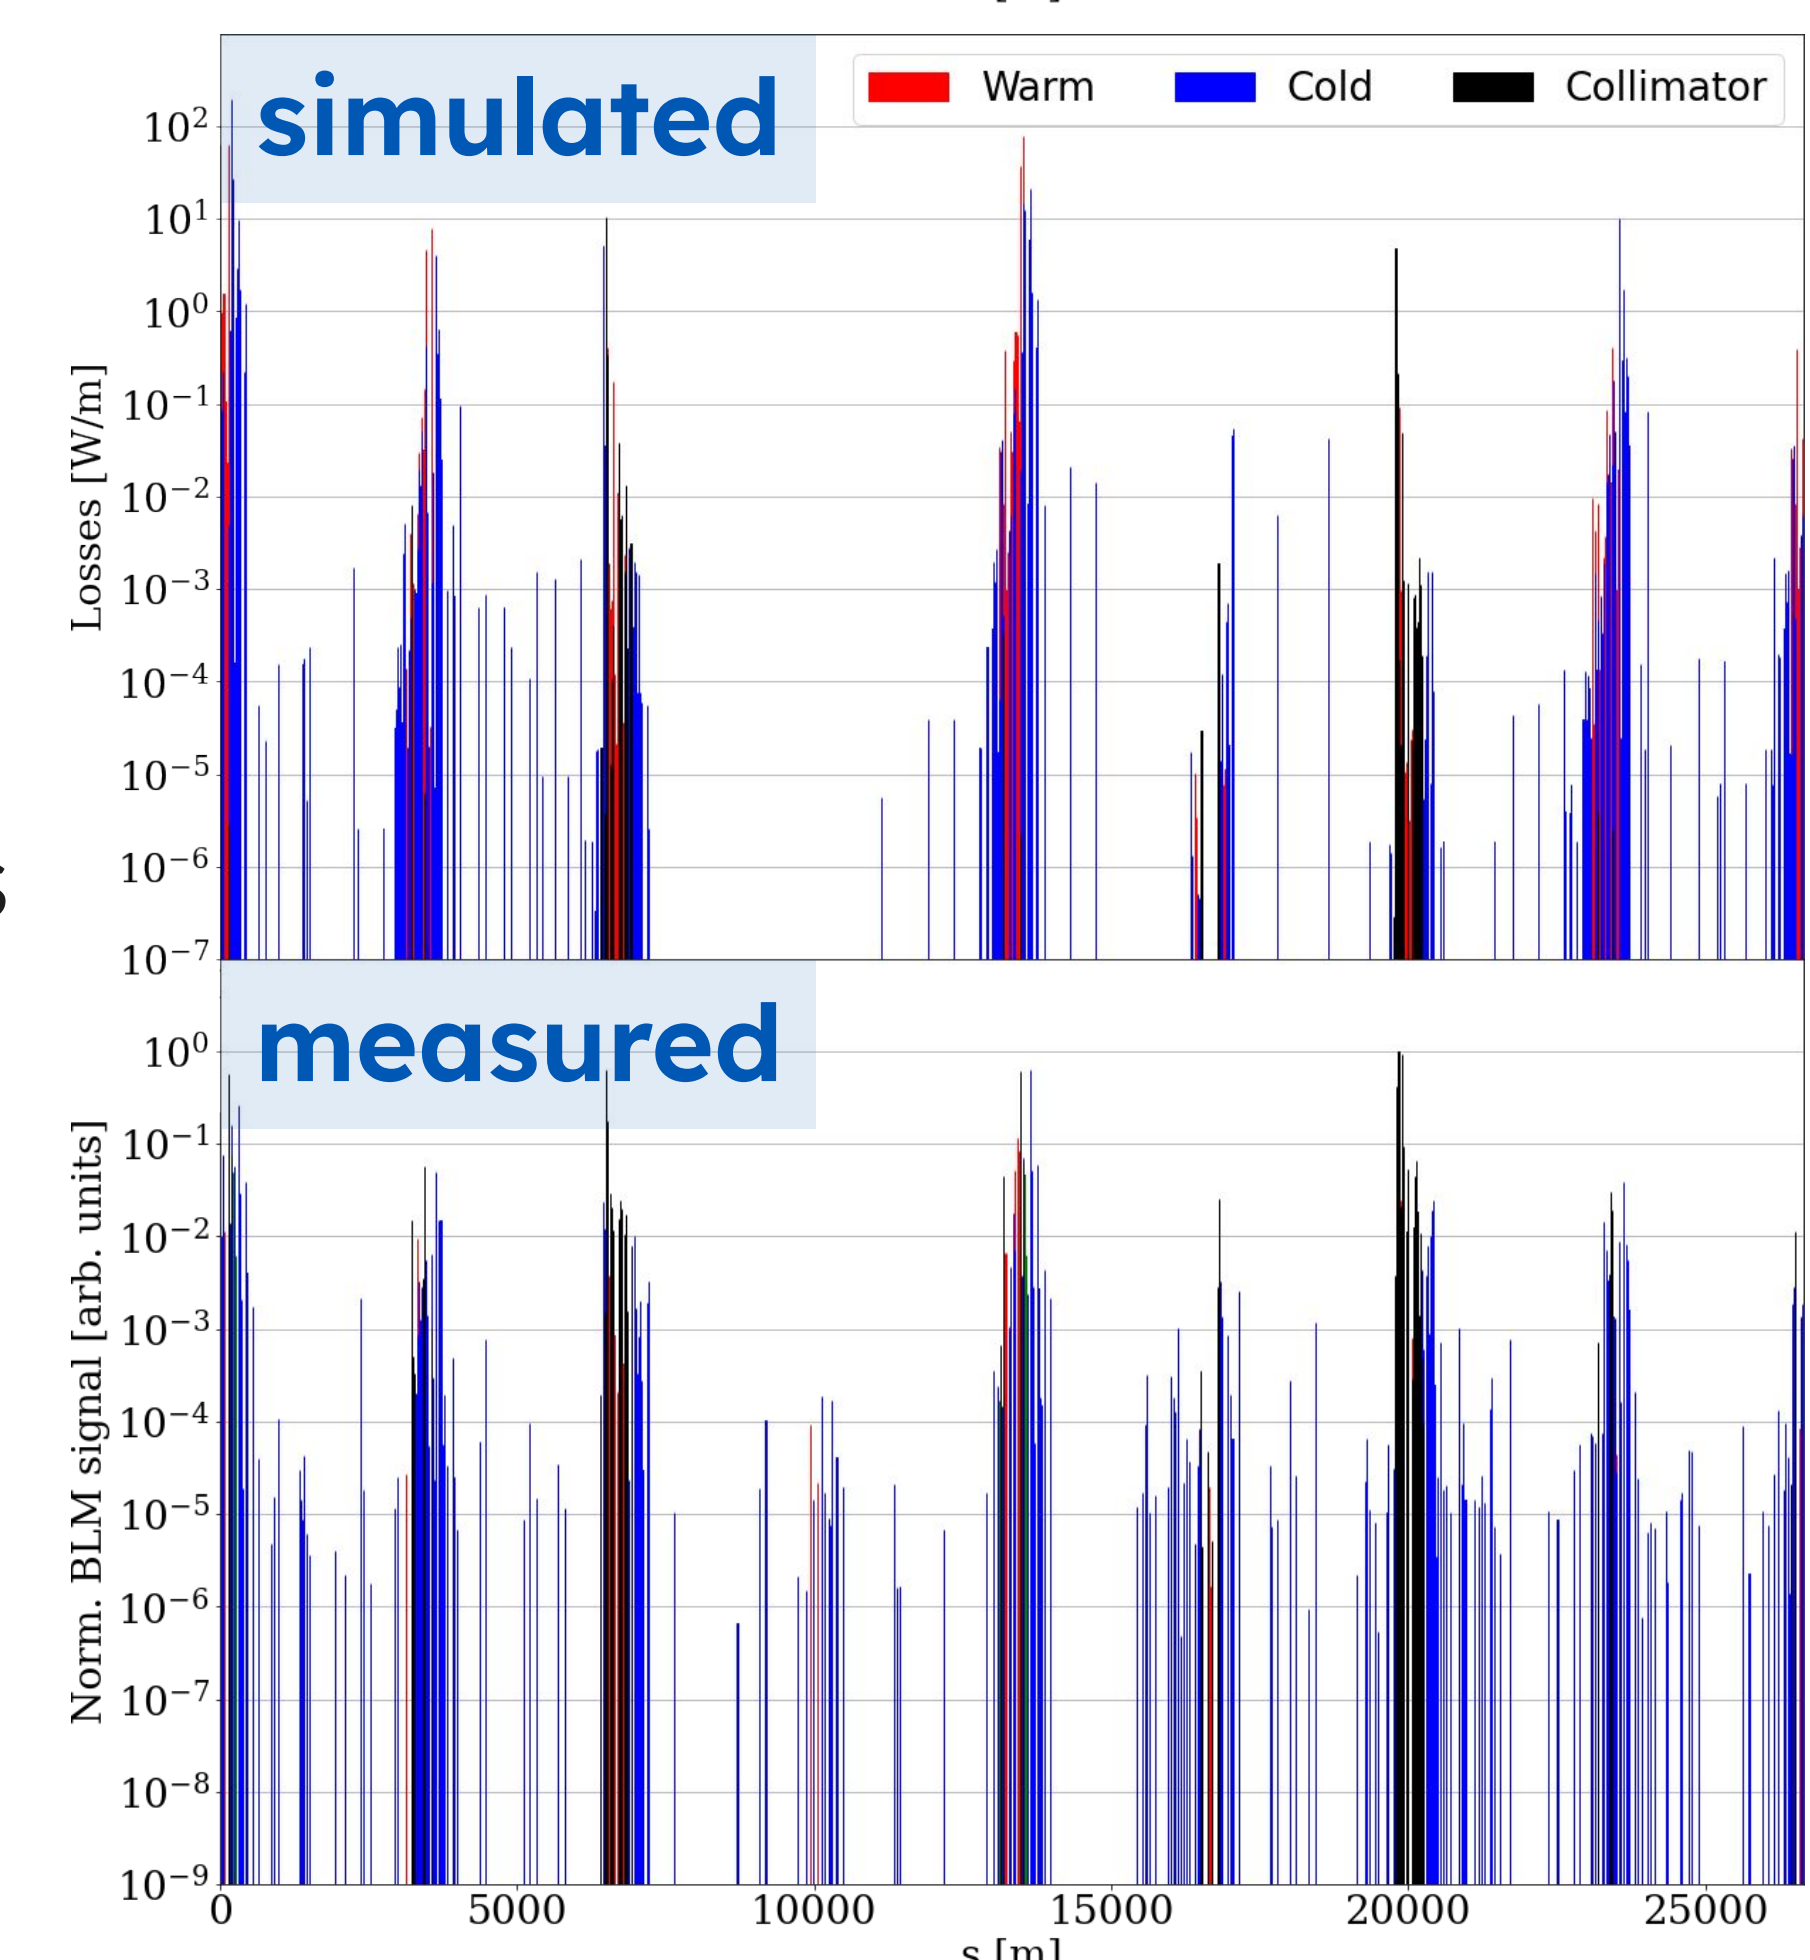 simulated
Warm Cold Collimator
10²
10¹
10⁰
10⁻¹
10⁻²
10⁻³
10⁻⁴
10⁻⁵
10⁻⁶
10⁻⁷
Losses [W/m]
measured
10⁰
10⁻¹
10⁻²
10⁻³
10⁻⁴
10⁻⁵
10⁻⁶
10⁻⁷
10⁻⁸
10⁻⁹
Norm. BLM signal [arb. units]
0 5000 10000 15000 20000 25000
s [m]